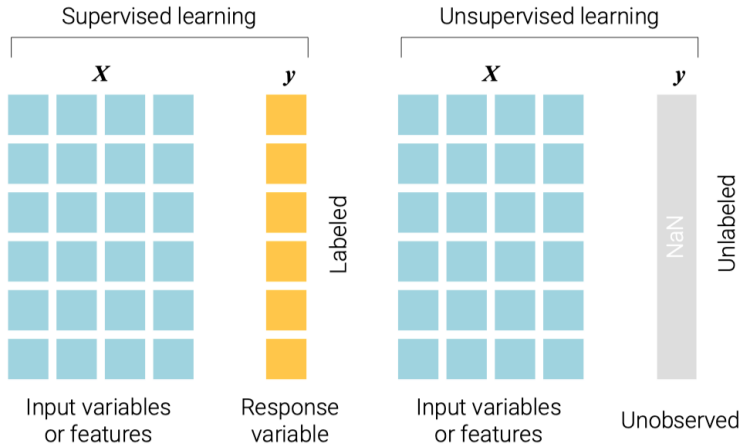 Supervised learning
X
y
Labeled
Input variables
or features
Response
variable
Unsupervised learning
X
y
NaN
Unlabeled
Input variables
or features
Unobserved